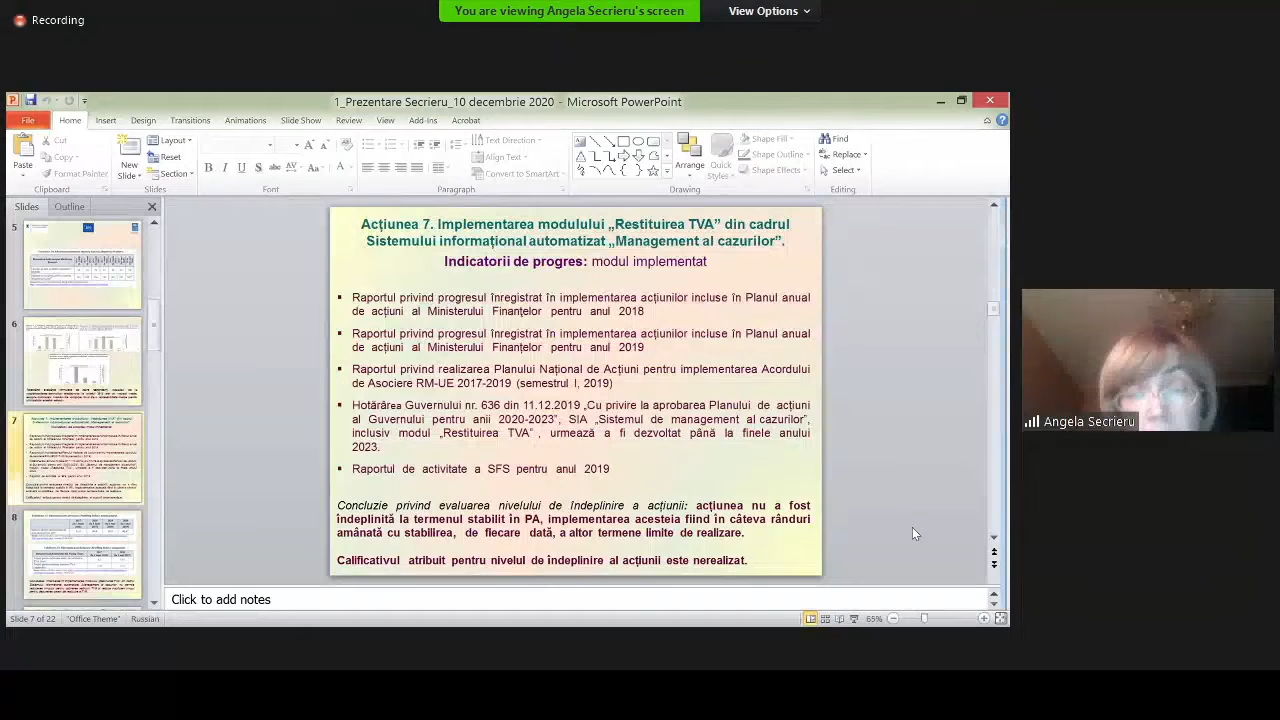 Recording
You are viewing Angela Secrieru's screen
View Options
1_Prezentare Secrieru_10 decembrie 2020 - Microsoft PowerPoint
File Home Insert Design Transitions Animations Slide Show Review View Add-Ins Acrobat
Paste
Cut
Copy
Format Painter
Clipboard
New
Slide
Layout
Reset
Section
Slides
Font
Text Direction
Align Text
Convert to SmartArt
Paragraph
Arrange
Quick
Styles
Shape Fill
Shape Outline
Shape Effects
Drawing
Find
Replace
Select
Editing
Slides Outline
5
6
7
8
Acțiunea 7. Implementarea modulului „Restituirea TVA” din cadrul
Sistemului informațional automatizat „Management al cazurilor”.
Indicatorii de progres: modul implementat
▪ Raportul privind progresul înregistrat în implementarea acțiunilor incluse în Planul anual
de acțiuni al Ministerului Finanțelor pentru anul 2018
▪ Raportul privind progresul înregistrat în implementarea acțiunilor incluse în Planul anual
de acțiuni al Ministerului Finanțelor pentru anul 2019
▪ Raportul privind realizarea Planului Național de Acțiuni pentru implementarea Acordului
de Asociere RM-UE 2017-2019 (semestrul I, 2019)
▪ Hotărârea Guvernului nr. 636 din 11.12.2019 „Cu privire la aprobarea Planului de acțiuni
al Guvernului pentru anii 2020-2023”, SIA „Sistemul de management al cazurilor”,
inclusiv modul „Restituirea TVA” urmează a fi dezvoltat până la finele anului
2023.
▪ Raportul de activitate a SFS pentru anul 2019
Concluzie privind evaluarea nivelului de îndeplinire a acțiunii: acțiunea nu a fost
îndeplinită la termenul stabilit în PA, implementarea acesteia fiind în câteva rânduri
amânată cu stabilirea, de fiecare dată, a altor termene limite de realizare.
Calificativul atribuit pentru nivelul de îndeplinire al acțiunii este nerealizat.
Click to add notes
Slide 7 of 22 "Office Theme" Russian
65%
Angela Secrieru